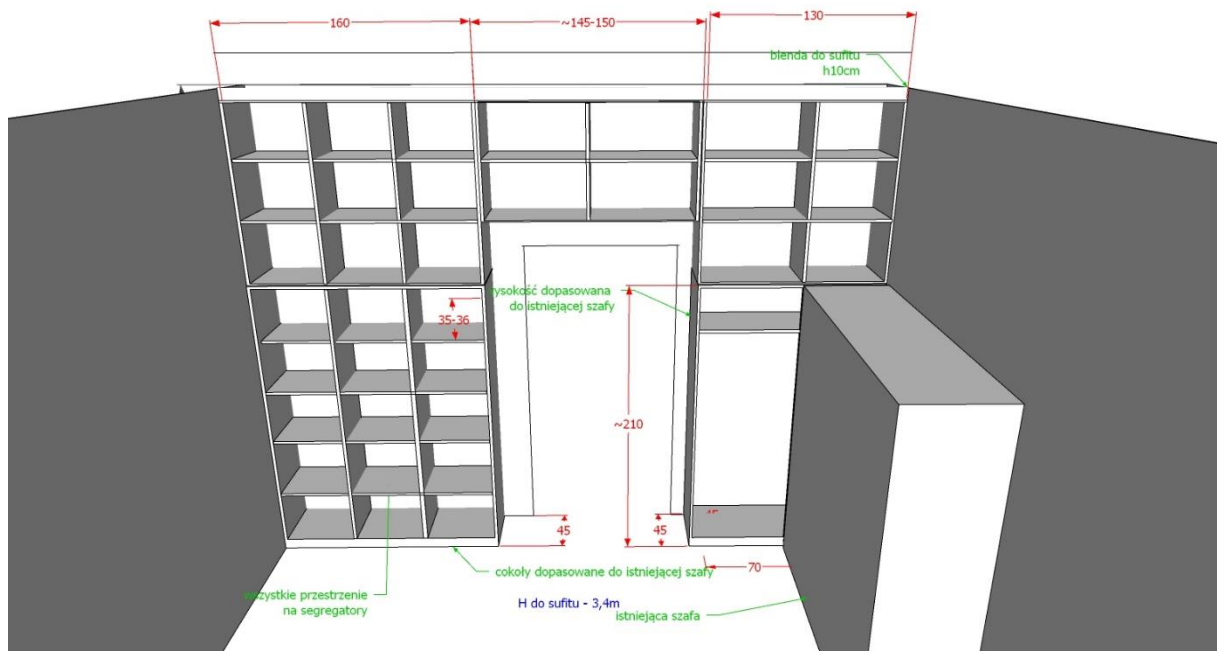 160
~145-150
130
blenda do sufitu
h10cm
ysokość dopasowana
do istniejącej szafy
35-36
~210
45
45
70
cokoły dopasowane do istniejącej szafy
wszystkie przestrzenie
na segregatory
H do sufitu - 3,4m
istniejąca szafa